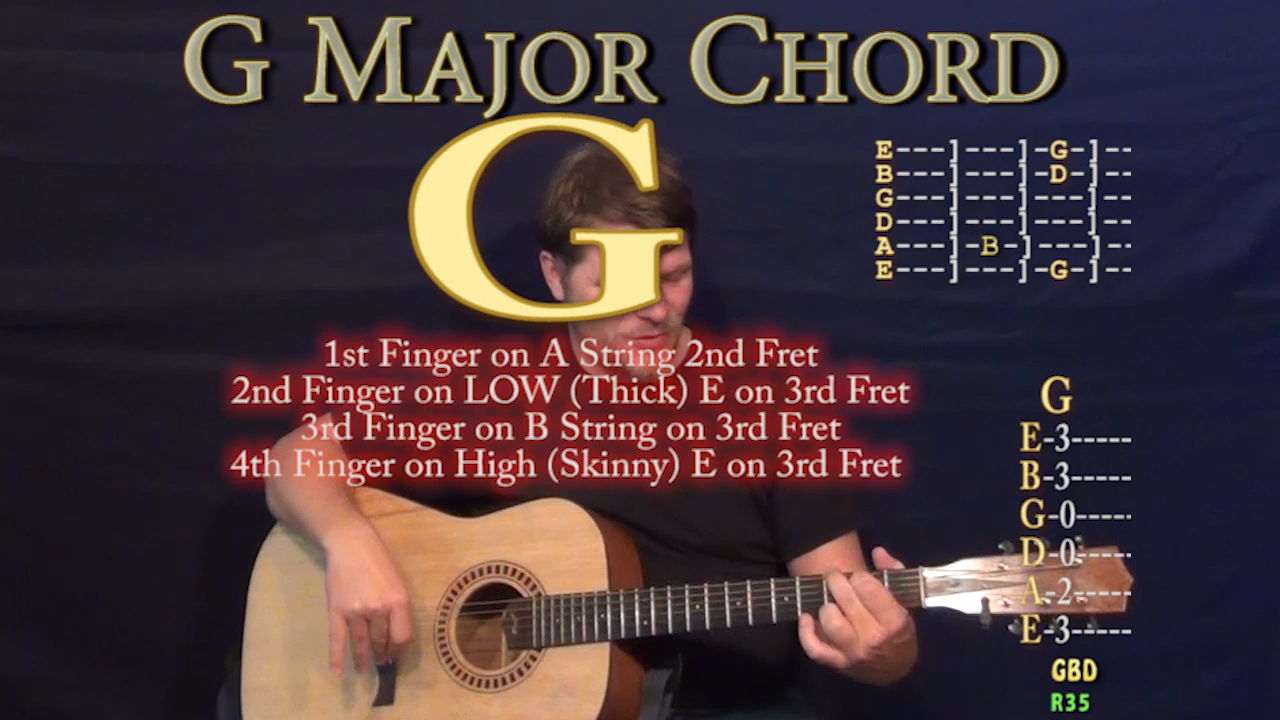 G MAJOR CHORD
G
E---]---]-G-]--
B---]---]-D-]--
G---]---]---]--
D---]---]---]--
A---]-B-]---]--
E---]---]-G-]--
1st Finger on A String 2nd Fret
2nd Finger on LOW (Thick) E on 3rd Fret
3rd Finger on B String on 3rd Fret
4th Finger on High (Skinny) E on 3rd Fret
G
E-3-----
B-3-----
G-0-----
D-0-----
A-2-----
E-3-----
GBD
R35